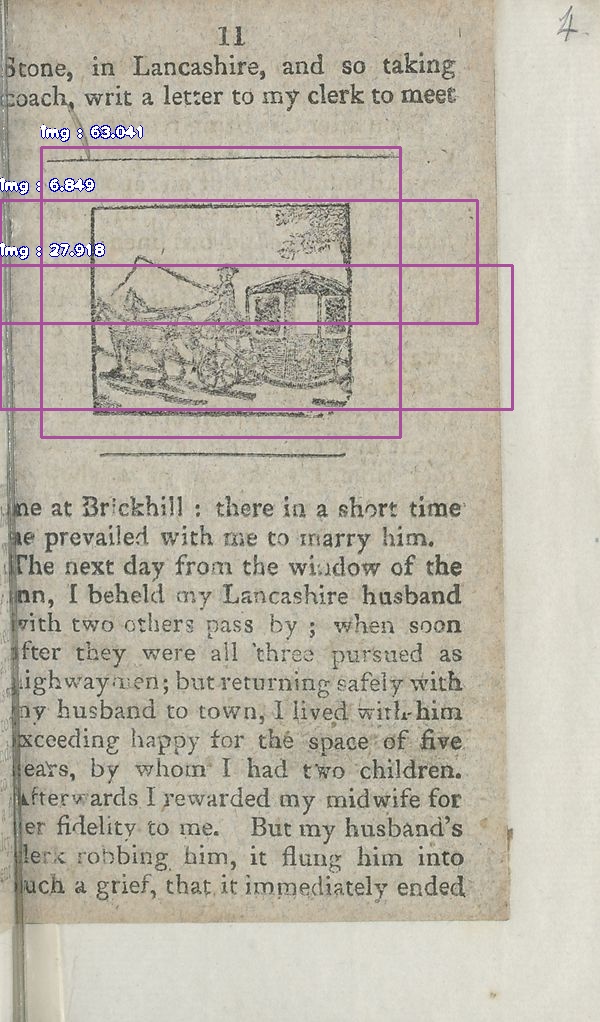 11
4.
Stone, in Lancashire, and so taking
coach, writ a letter to my clerk to meet
img : 63.041
img : 6.849
img : 27.918
me at Brickhill : there in a short time
he prevailed with me to marry him.
The next day from the window of the
inn, I beheld my Lancashire husband
with two others pass by ; when soon
after they were all three pursued as
highwaymen; but returning safely with
my husband to town, I lived with him
exceeding happy for the space of five
years, by whom I had two children.
Afterwards I rewarded my midwife for
her fidelity to me. But my husband's
clerk robbing him, it flung him into
such a grief, that it immediately ended